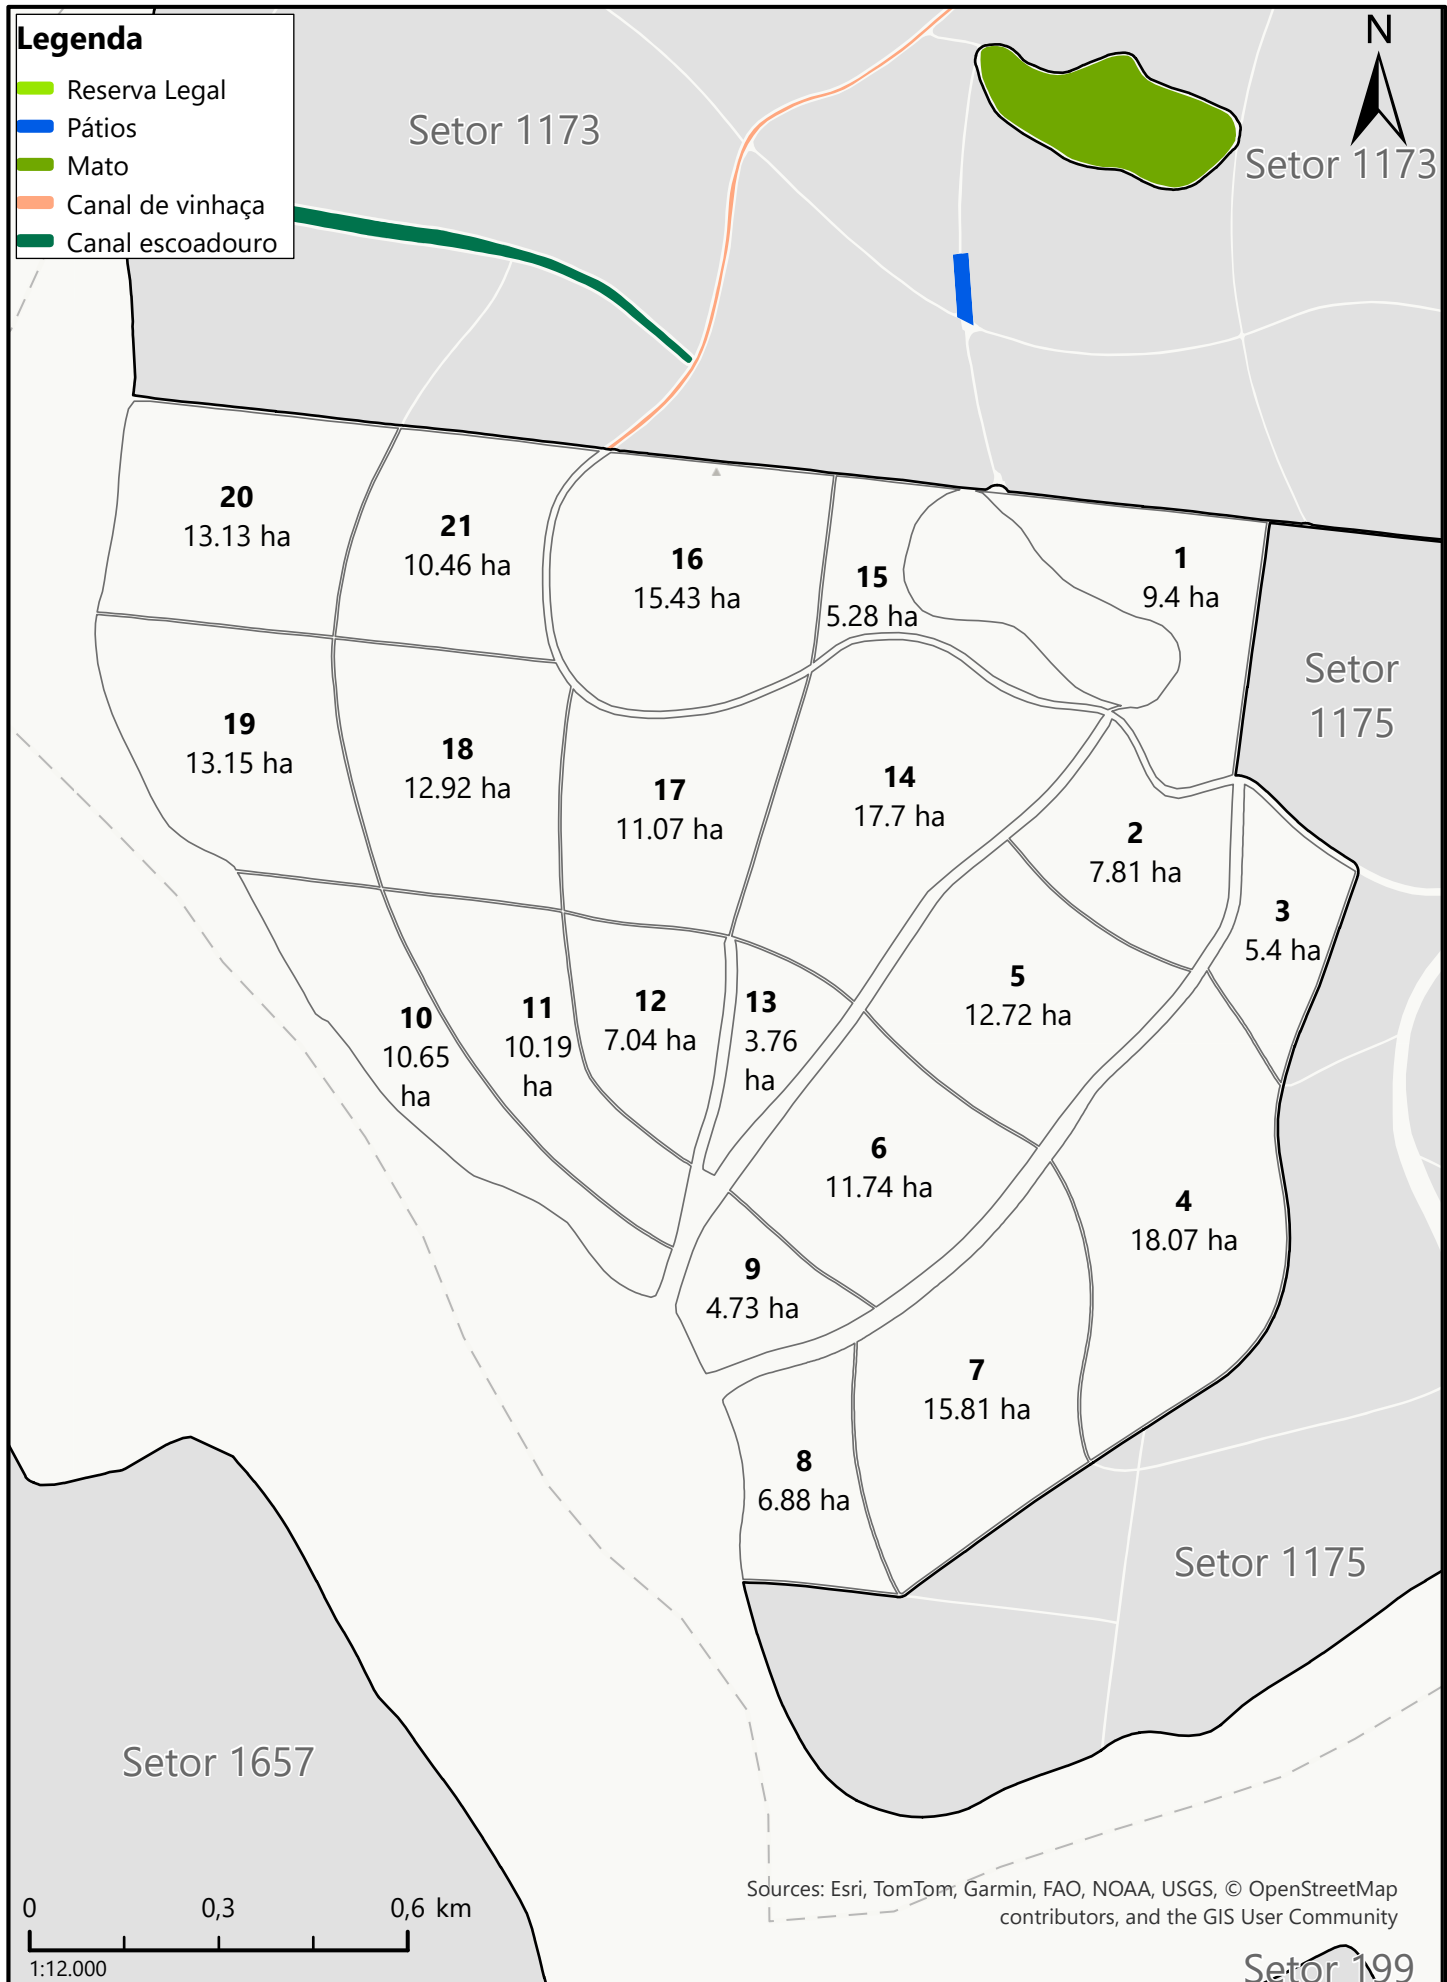 Legenda
Reserva Legal
Pátios
Mato
Canal de vinhaça
Canal escoadouro
N
Setor 1173
Setor 1173
20
13.13 ha
21
10.46 ha
16
15.43 ha
15
5.28 ha
1
9.4 ha
Setor
1175
19
13.15 ha
18
12.92 ha
17
11.07 ha
14
17.7 ha
2
7.81 ha
3
5.4 ha
10
10.65
ha
11
10.19
ha
12
7.04 ha
13
3.76
ha
5
12.72 ha
6
11.74 ha
4
18.07 ha
9
4.73 ha
7
15.81 ha
8
6.88 ha
Setor 1175
Setor 1657
0 0,3 0,6 km
1:12.000
Sources: Esri, TomTom, Garmin, FAO, NOAA, USGS, © OpenStreetMap
contributors, and the GIS User Community
Setor 199